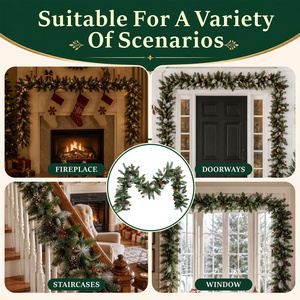 Suitable For A Variety
Of Scenarios
FIREPLACE
DOORWAYS
STAIRCASES
WINDOW